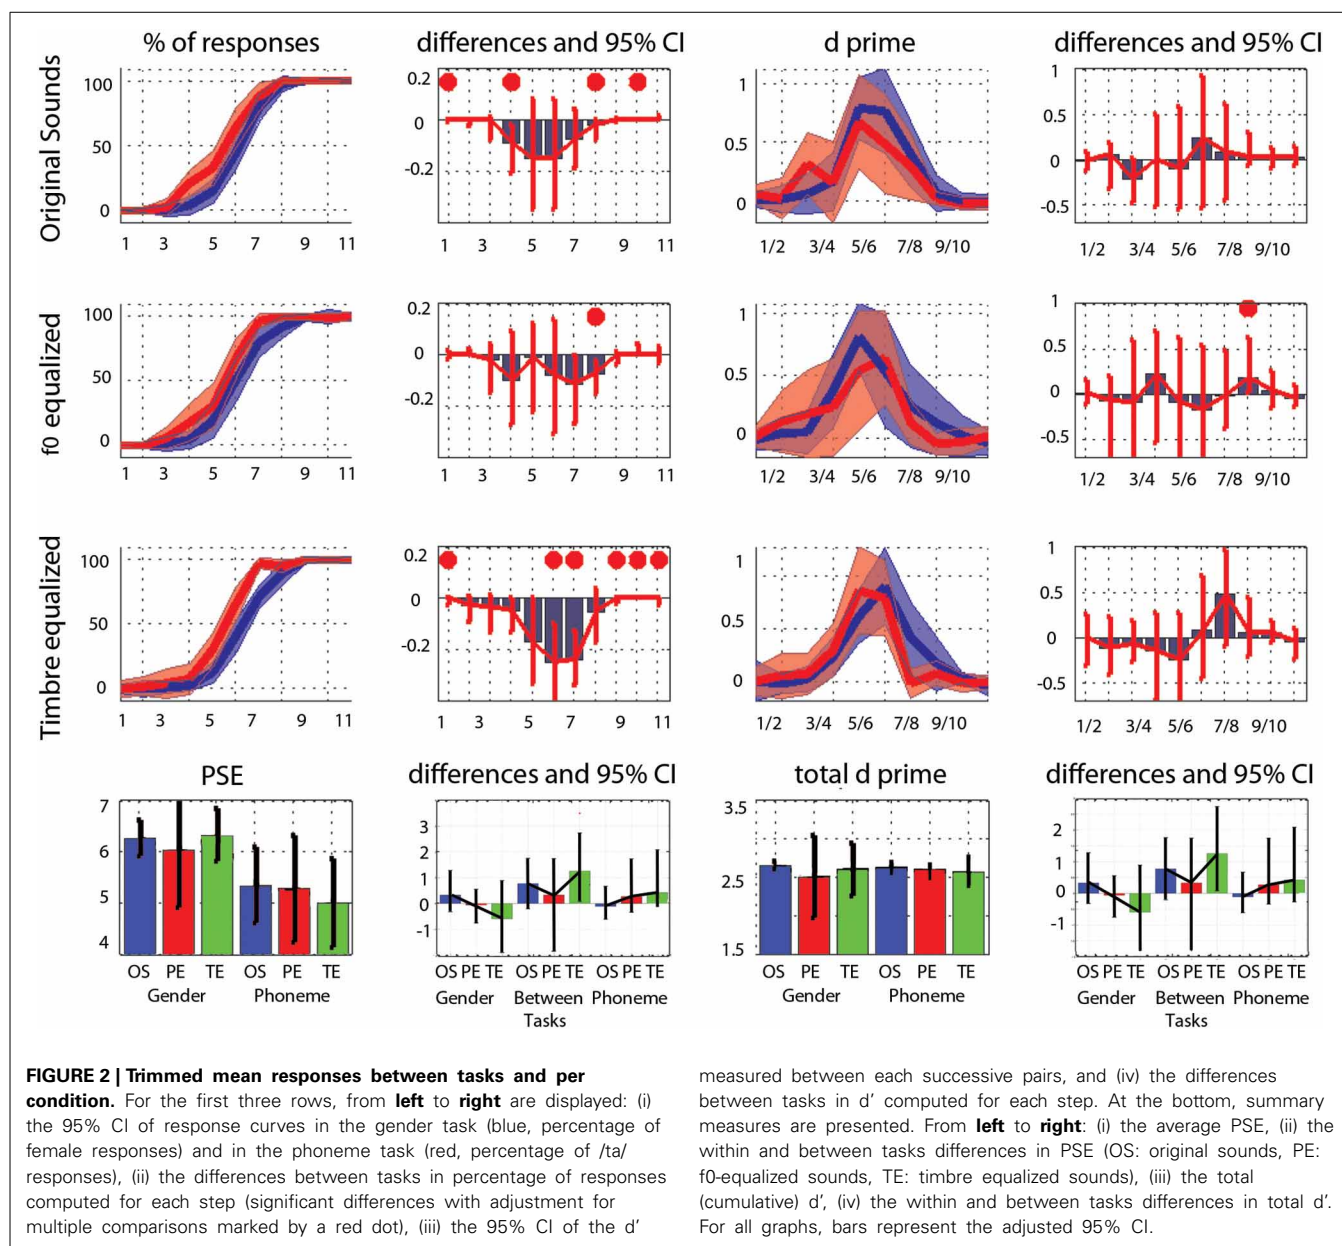 % of responses
differences and 95% CI
d prime
differences and 95% CI
Original Sounds
100
50
0
1 3 5 7 9 11
0.2
0
-0.2
1 3 5 7 9 11
1
0.5
0
1/2 3/4 5/6 7/8 9/10
1
0.5
0
-0.5
1/2 3/4 5/6 7/8 9/10
f0 equalized
100
50
0
1 3 5 7 9 11
0.2
0
-0.2
1 3 5 7 9 11
1
0.5
0
1/2 3/4 5/6 7/8 9/10
1
0.5
0
-0.5
1/2 3/4 5/6 7/8 9/10
Timbre equalized
100
50
0
1 3 5 7 9 11
0.2
0
-0.2
1 3 5 7 9 11
1
0.5
0
1/2 3/4 5/6 7/8 9/10
1
0.5
0
-0.5
1/2 3/4 5/6 7/8 9/10
PSE
7
6
5
4
OS PE TE OS PE TE
Gender Phoneme
differences and 95% CI
3
2
1
0
-1
OS PE TE OS PE TE OS PE TE
Gender Between Phoneme
Tasks
total d prime
3.5
2.5
1.5
OS PE TE OS PE TE
Gender Phoneme
differences and 95% CI
2
1
0
-1
OS PE TE OS PE TE OS PE TE
Gender Between Phoneme
Tasks
FIGURE 2 | Trimmed mean responses between tasks and per
condition. For the first three rows, from left to right are displayed: (i)
the 95% CI of response curves in the gender task (blue, percentage of
female responses) and in the phoneme task (red, percentage of /ta/
responses), (ii) the differences between tasks in percentage of responses
computed for each step (significant differences with adjustment for
multiple comparisons marked by a red dot), (iii) the 95% CI of the d'
measured between each successive pairs, and (iv) the differences
between tasks in d' computed for each step. At the bottom, summary
measures are presented. From left to right: (i) the average PSE, (ii) the
within and between tasks differences in PSE (OS: original sounds, PE:
f0-equalized sounds, TE: timbre equalized sounds), (iii) the total
(cumulative) d', (iv) the within and between tasks differences in total d'.
For all graphs, bars represent the adjusted 95% CI.